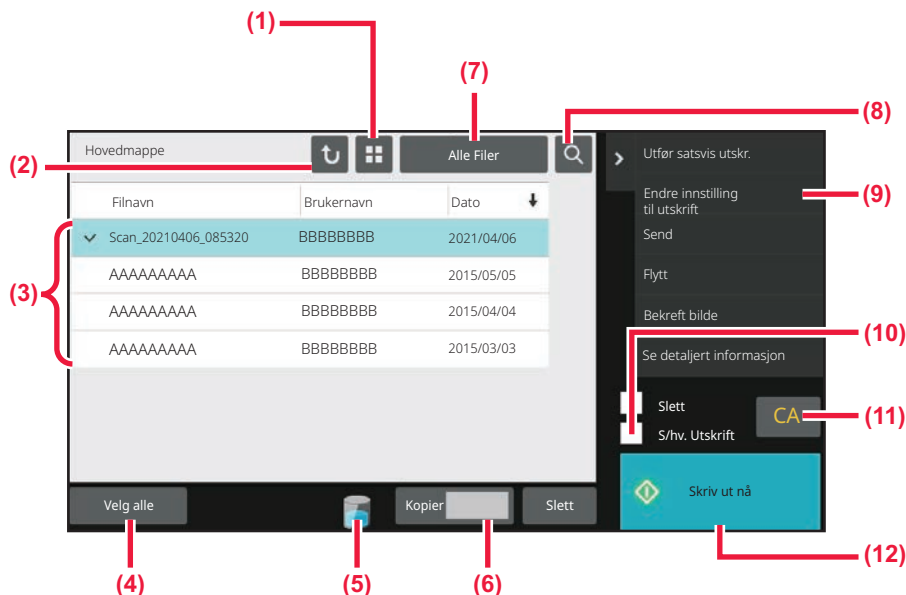 (1)
(7)
(8)
(2)
Hovedmappe
Alle Filer
Utfør satsvis utskr.
Filnavn Brukernavn Dato
Endre innstilling
til utskrift
(9)
Scan_20210406_085320 BBBBBBBB 2021/04/06
Send
(3)
AAAAAAAAA BBBBBBBB 2015/05/05
Flytt
AAAAAAAAA BBBBBBBB 2015/04/04
Bekreft bilde
(10)
AAAAAAAAA BBBBBBBB 2015/03/03
Se detaljert informasjon
Slett
CA
(11)
S/hv. Utskrift
Velg alle
Kopier
Slett
Skriv ut nå
(12)
(4)
(5)
(6)